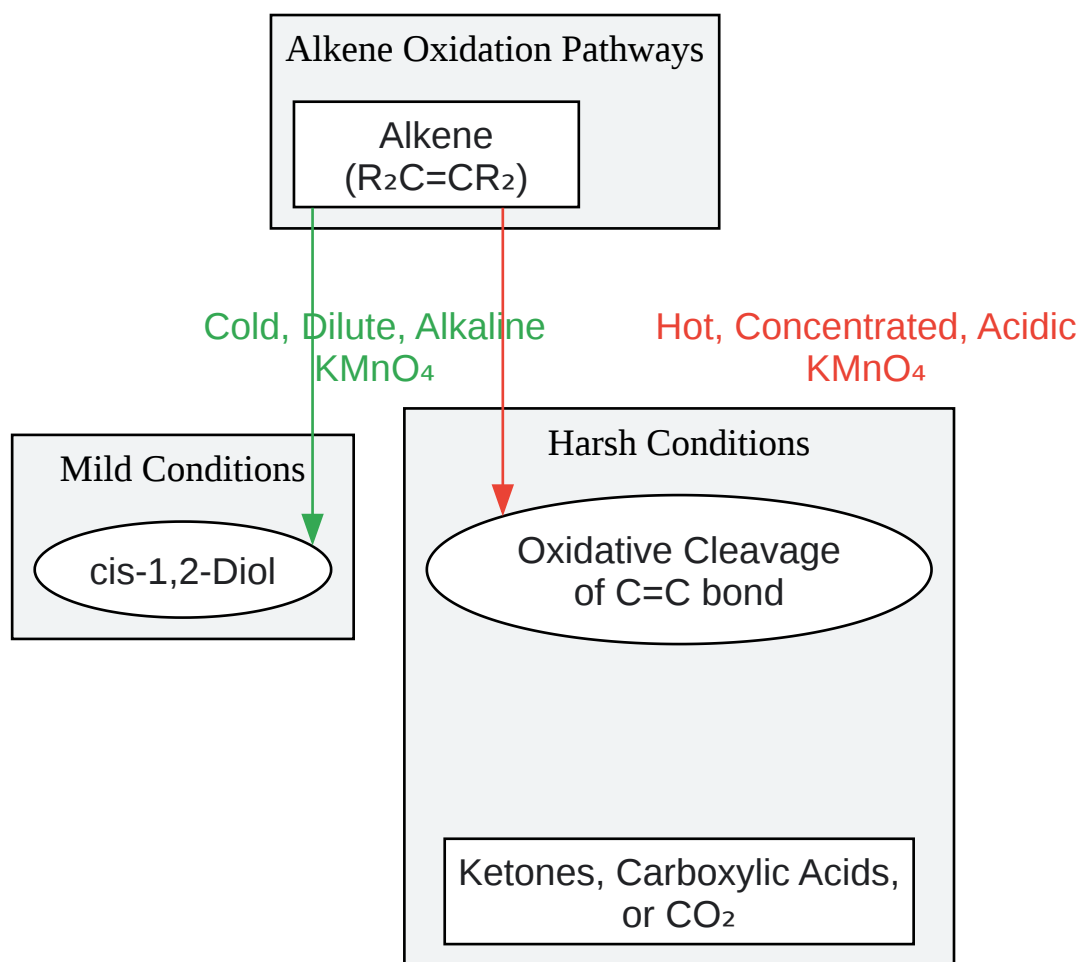 Alkene Oxidation Pathways
Alkene
(R₂C=CR₂)
Cold, Dilute, Alkaline
KMnO₄
Hot, Concentrated, Acidic
KMnO₄
Mild Conditions
cis-1,2-Diol
Harsh Conditions
Oxidative Cleavage
of C=C bond
Ketones, Carboxylic Acids,
or CO₂